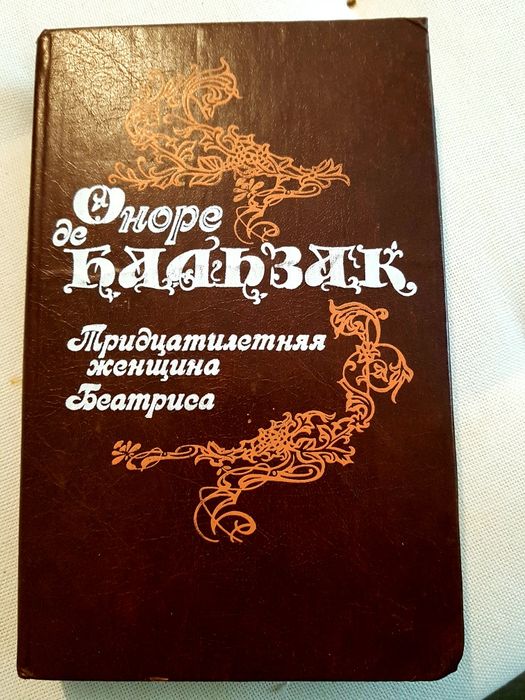 Оноре
де
БАЛЬЗАК
Тридцатилетняя
женщина
Беатриса